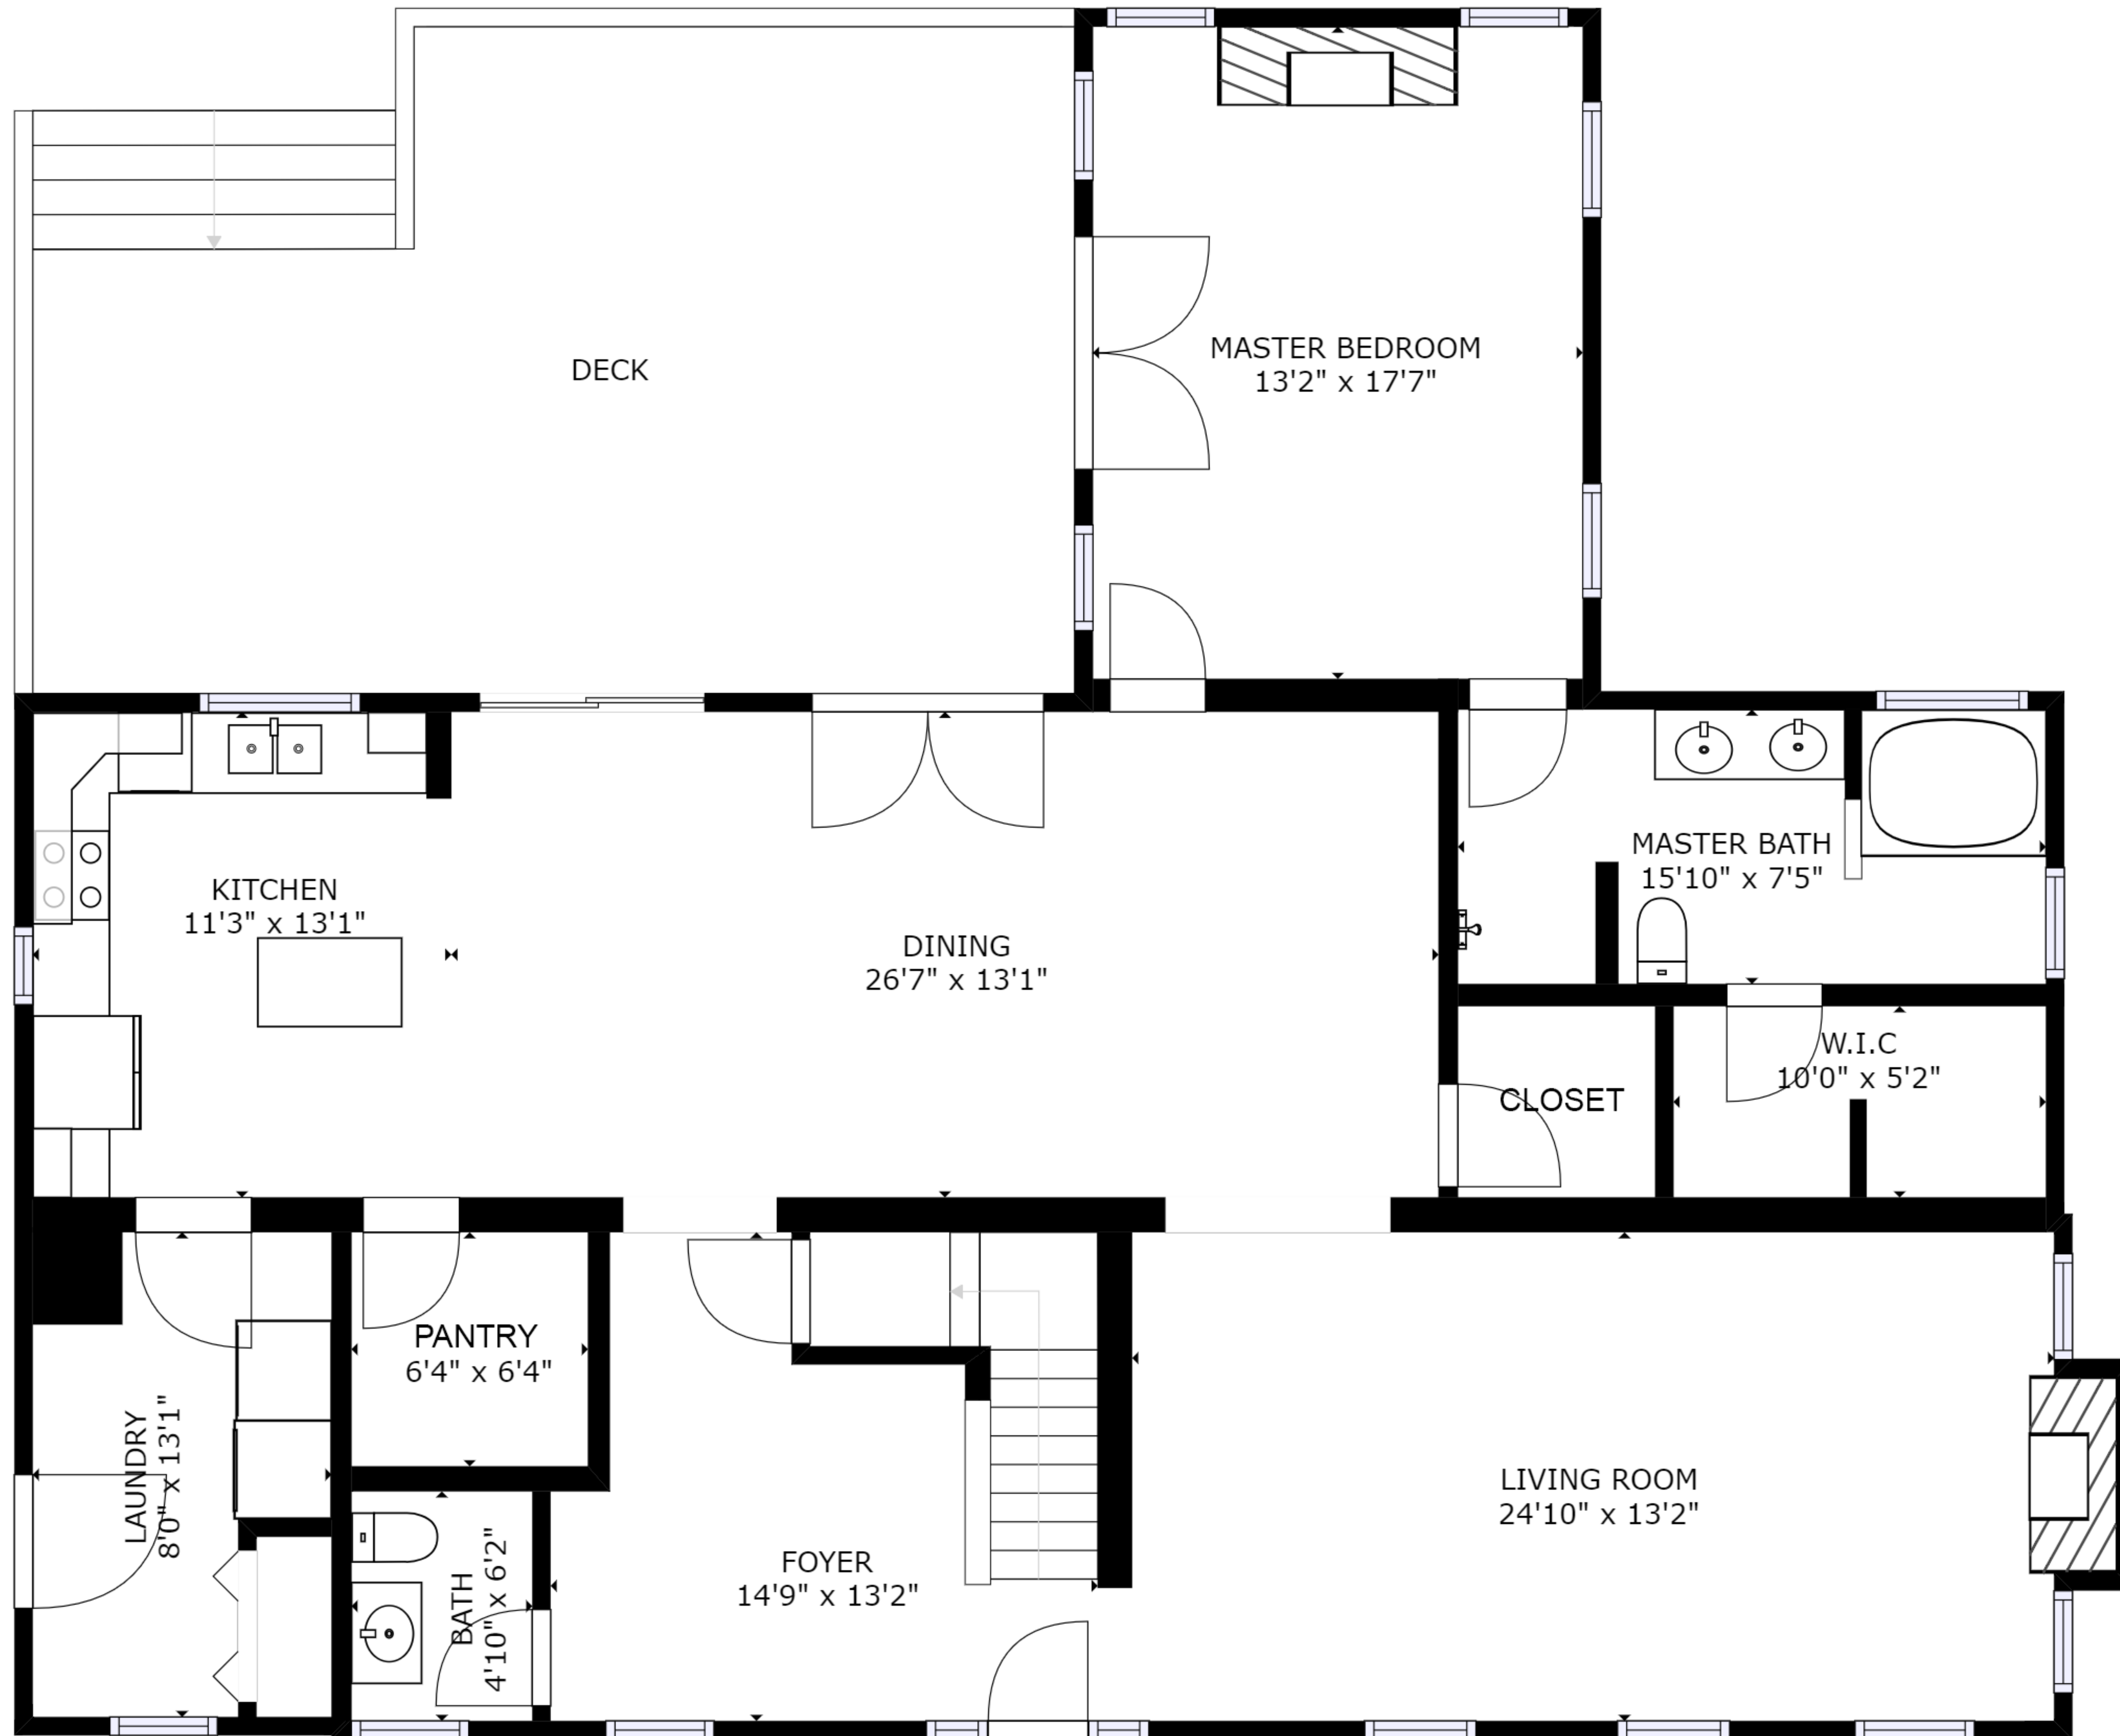 DECK
MASTER BEDROOM
13'2" x 17'7"
KITCHEN
11'3" x 13'1"
DINING
26'7" x 13'1"
MASTER BATH
15'10" x 7'5"
W.I.C
10'0" x 5'2"
CLOSET
PANTRY
6'4" x 6'4"
LAUNDRY
8'0" x 13'1"
BATH
4'10" x 6'2"
FOYER
14'9" x 13'2"
LIVING ROOM
24'10" x 13'2"